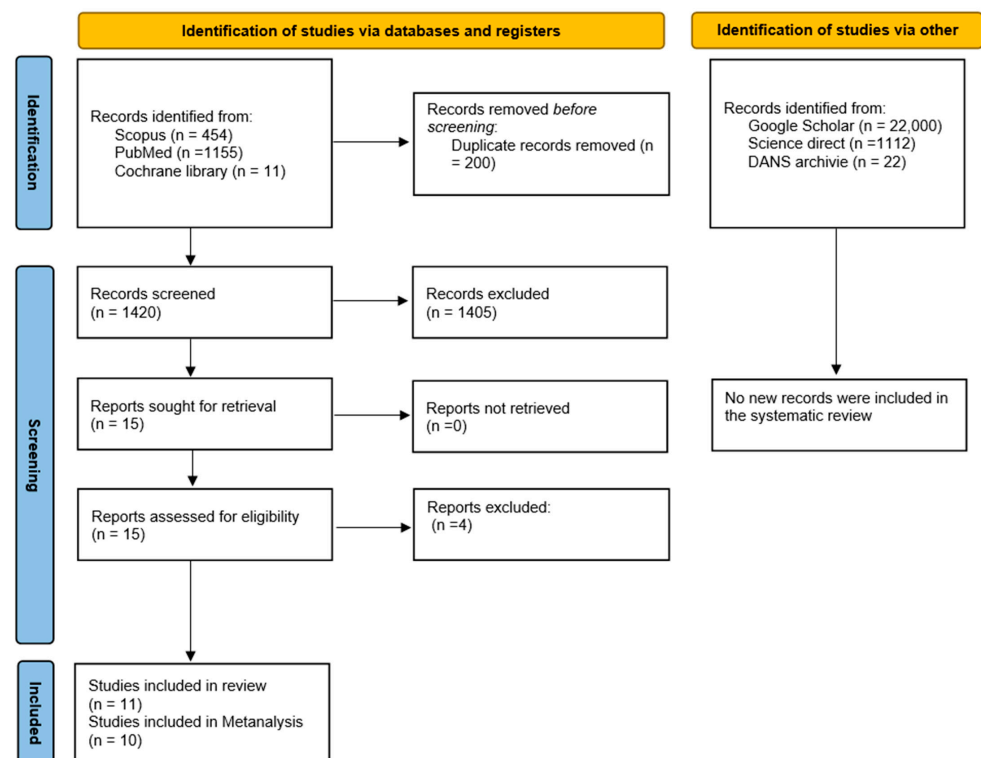 Identification of studies via databases and registers
Identification of studies via other
Identification
Records identified from:
Scopus (n = 454)
PubMed (n =1155)
Cochrane library (n = 11)
Records removed before
screening:
Duplicate records removed (n
= 200)
Records identified from:
Google Scholar (n = 22,000)
Science direct (n =1112)
DANS archivie (n = 22)
Screening
Records screened
(n = 1420)
Records excluded
(n = 1405)
Reports sought for retrieval
(n = 15)
Reports not retrieved
(n =0)
No new records were included in
the systematic review
Reports assessed for eligibility
(n = 15)
Reports excluded:
(n =4)
Included
Studies included in review
(n = 11)
Studies included in Metanalysis
(n = 10)